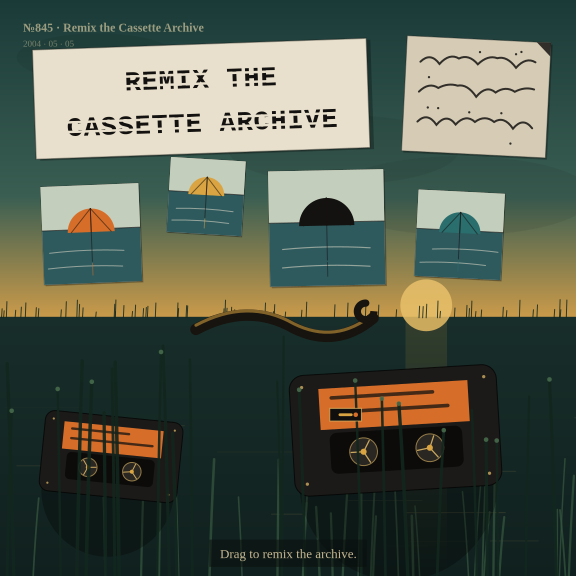 №845 · Remix the Cassette Archive
2004 · 05 · 05
REMIX THE
CASSETTE ARCHIVE
Drag to remix the archive.